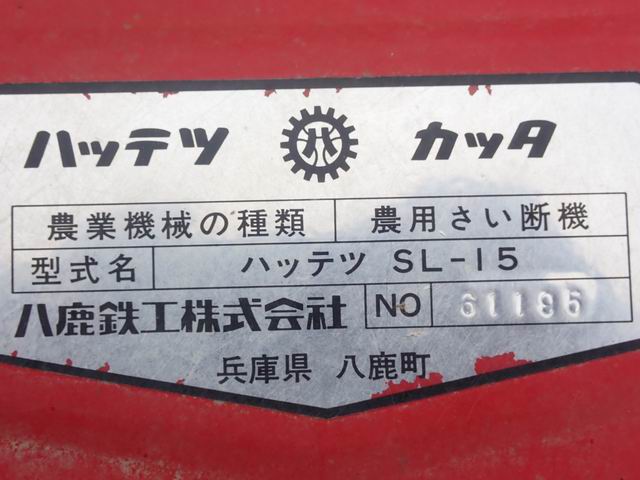 ハッテツ 八 カッタ
農業機械の種類 農用さい断機
型式名 ハッテツ SL-15
八鹿鉄工株式会社 NO 61196
兵庫県 八鹿町